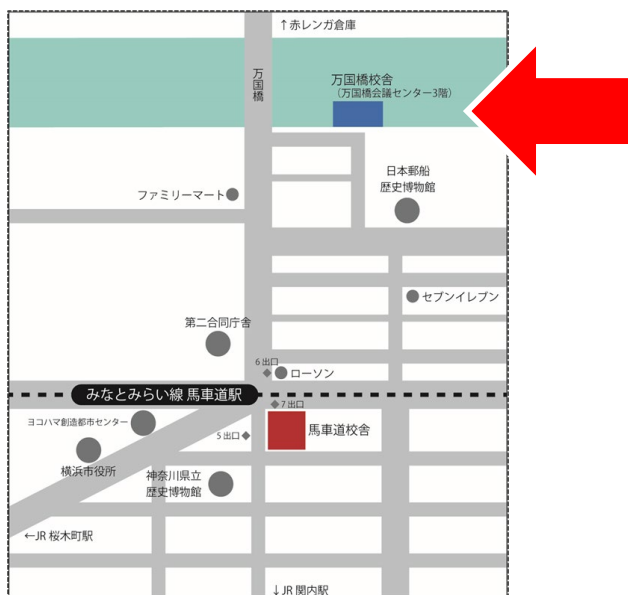 ↑赤レンガ倉庫
万国橋
万国橋校舎
（万国橋会議センター3階）
日本郵船
歴史博物館
ファミリーマート
セブンイレブン
第二合同庁舎
6出口
ローソン
みなとみらい線 馬車道駅
7出口
ヨコハマ創造都市センター
5出口
馬車道校舎
横浜市役所
神奈川県立
歴史博物館
←JR 桜木町駅
↓JR 関内駅